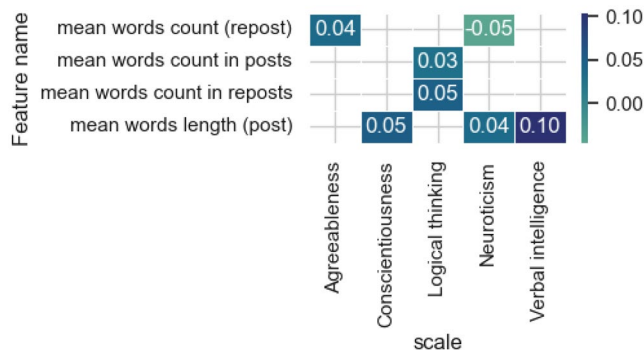 Feature name
mean words count (repost)
mean words count in posts
mean words count in reposts
mean words length (post)
0.04
-0.05
0.03
0.05
0.05
0.04
0.10
0.10
0.05
0.00
Agreeableness
Conscientiousness
Logical thinking
Neuroticism
Verbal intelligence
scale